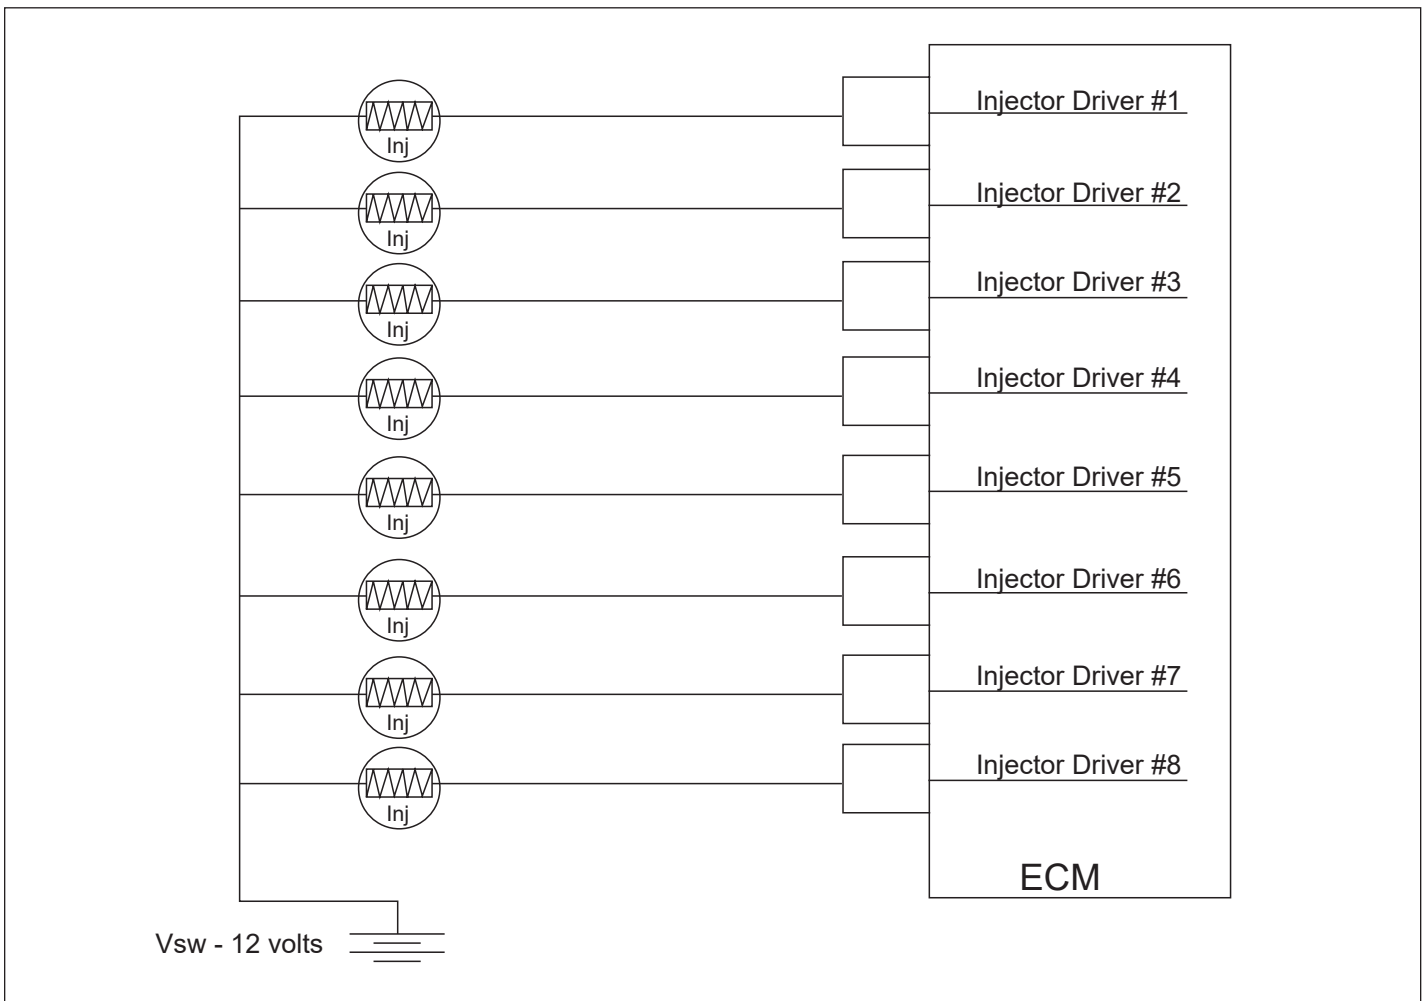 Inj
Injector Driver #1
Inj
Injector Driver #2
Inj
Injector Driver #3
Inj
Injector Driver #4
Inj
Injector Driver #5
Inj
Injector Driver #6
Inj
Injector Driver #7
Inj
Injector Driver #8
ECM
Vsw - 12 volts